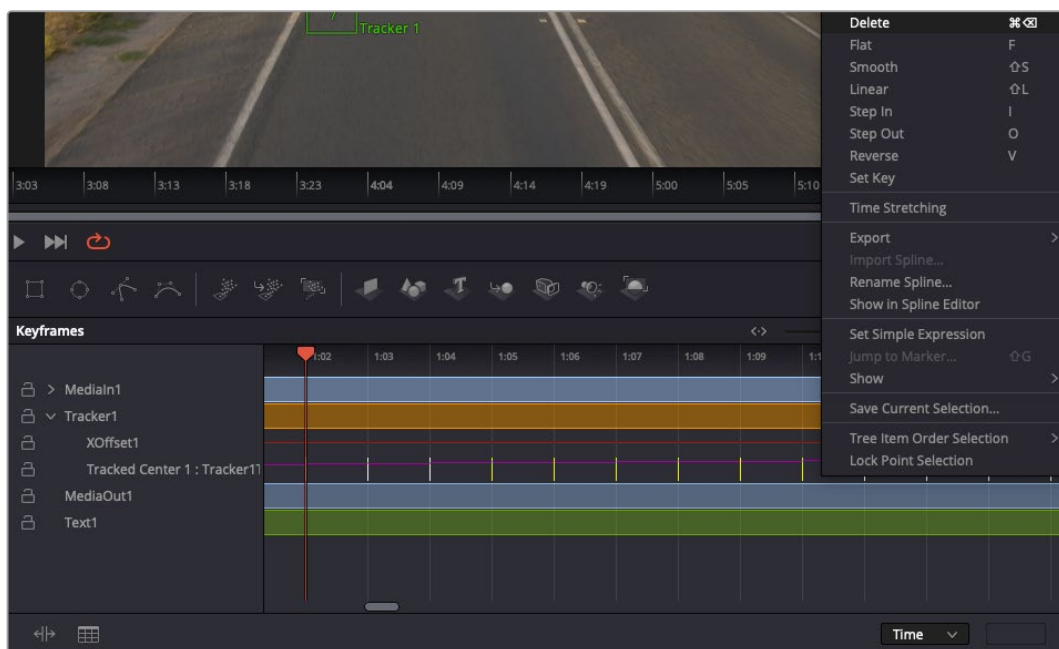 Tracker 1
Delete ⌘⌫
Flat F
Smooth ⇧S
Linear ⇧L
Step In I
Step Out O
Reverse V
Set Key
Time Stretching
Export
Import Spline...
Rename Spline...
Show in Spline Editor
Set Simple Expression
Jump to Marker... ⇧G
Show
Save Current Selection...
Tree Item Order Selection
Lock Point Selection
3:03 3:08 3:13 3:18 3:23 4:04 4:09 4:14 4:19 5:00 5:05 5:10
Keyframes
1:02 1:03 1:04 1:05 1:06 1:07 1:08 1:09 1:1
MediaIn1
Tracker1
XOffset1
Tracked Center 1 : Tracker1
MediaOut1
Text1
Time